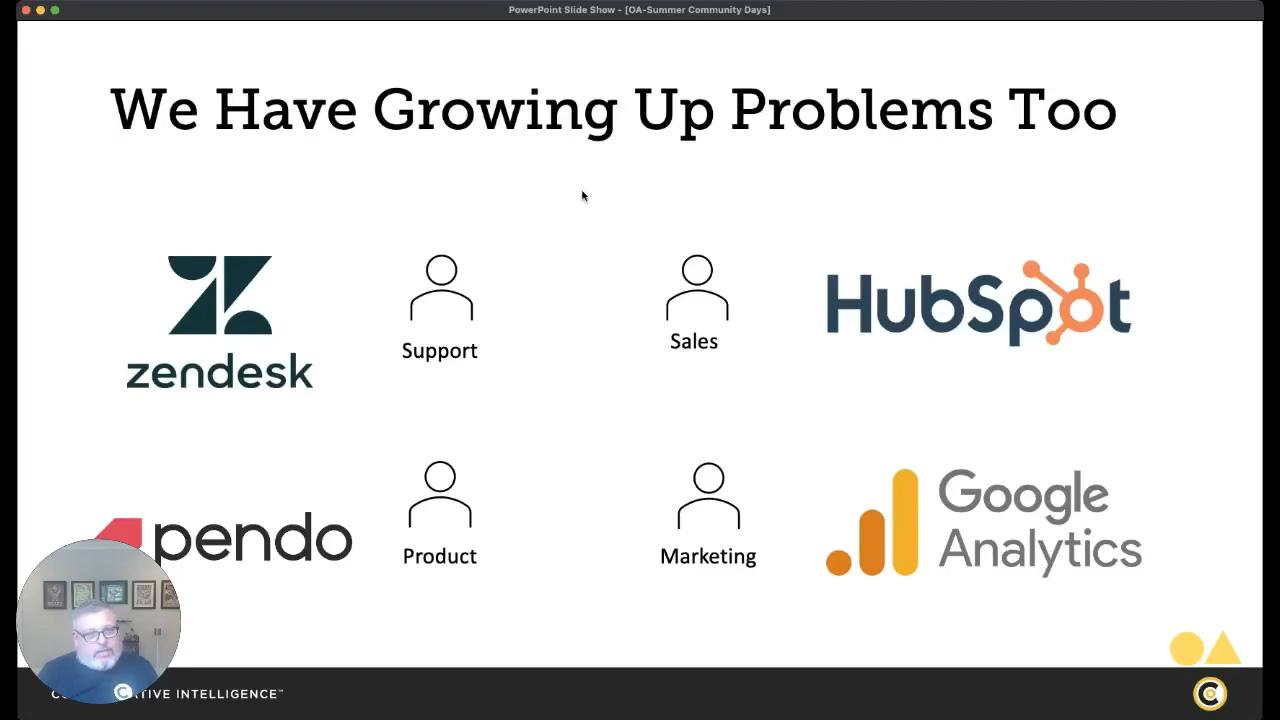 PowerPoint Slide Show - [OA-Summer Community Days]
We Have Growing Up Problems Too
zendesk
Support
Sales
HubSpot
pendo
Product
Marketing
Google
Analytics
OA
INTELLIGENCE™